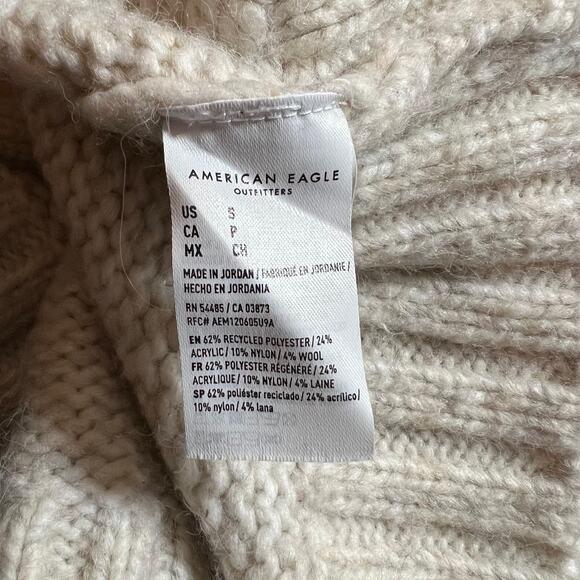 AMERICAN EAGLE
OUTFITTERS
US S
CA P
MX CH
MADE IN JORDAN / FABRIQUÉ EN JORDANIE /
HECHO EN JORDANIA
RN 54485 / CA 03873
RFC# AEM120605U9A
EN 62% RECYCLED POLYESTER / 24%
ACRYLIC / 10% NYLON / 4% WOOL
FR 62% POLYESTER RÉGÉNÉRÉ / 24%
ACRYLIQUE / 10% NYLON / 4% LAINE
SP 62% poliéster reciclado / 24% acrílico /
10% nylon / 4% lana